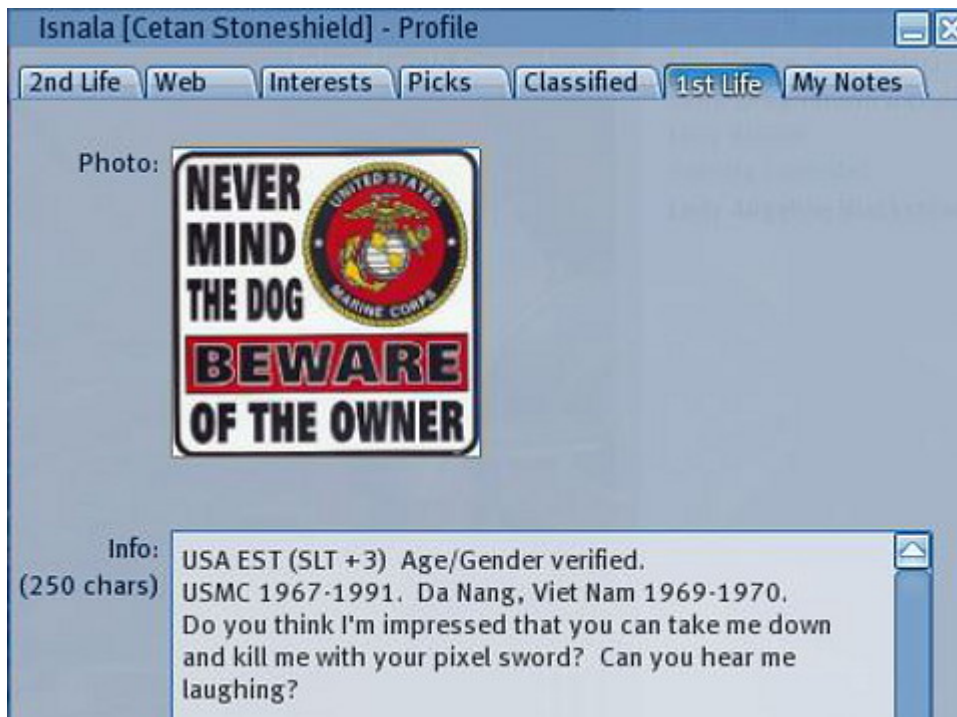 Isnala [Cetan Stoneshield] - Profile
2nd Life Web Interests Picks Classified 1st Life My Notes
Photo:
NEVER
MIND
THE DOG
UNITED STATES
MARINE CORPS
BEWARE
OF THE OWNER
Info:
(250 chars)
USA EST (SLT +3) Age/Gender verified.
USMC 1967-1991. Da Nang, Viet Nam 1969-1970.
Do you think I'm impressed that you can take me down
and kill me with your pixel sword? Can you hear me
laughing?